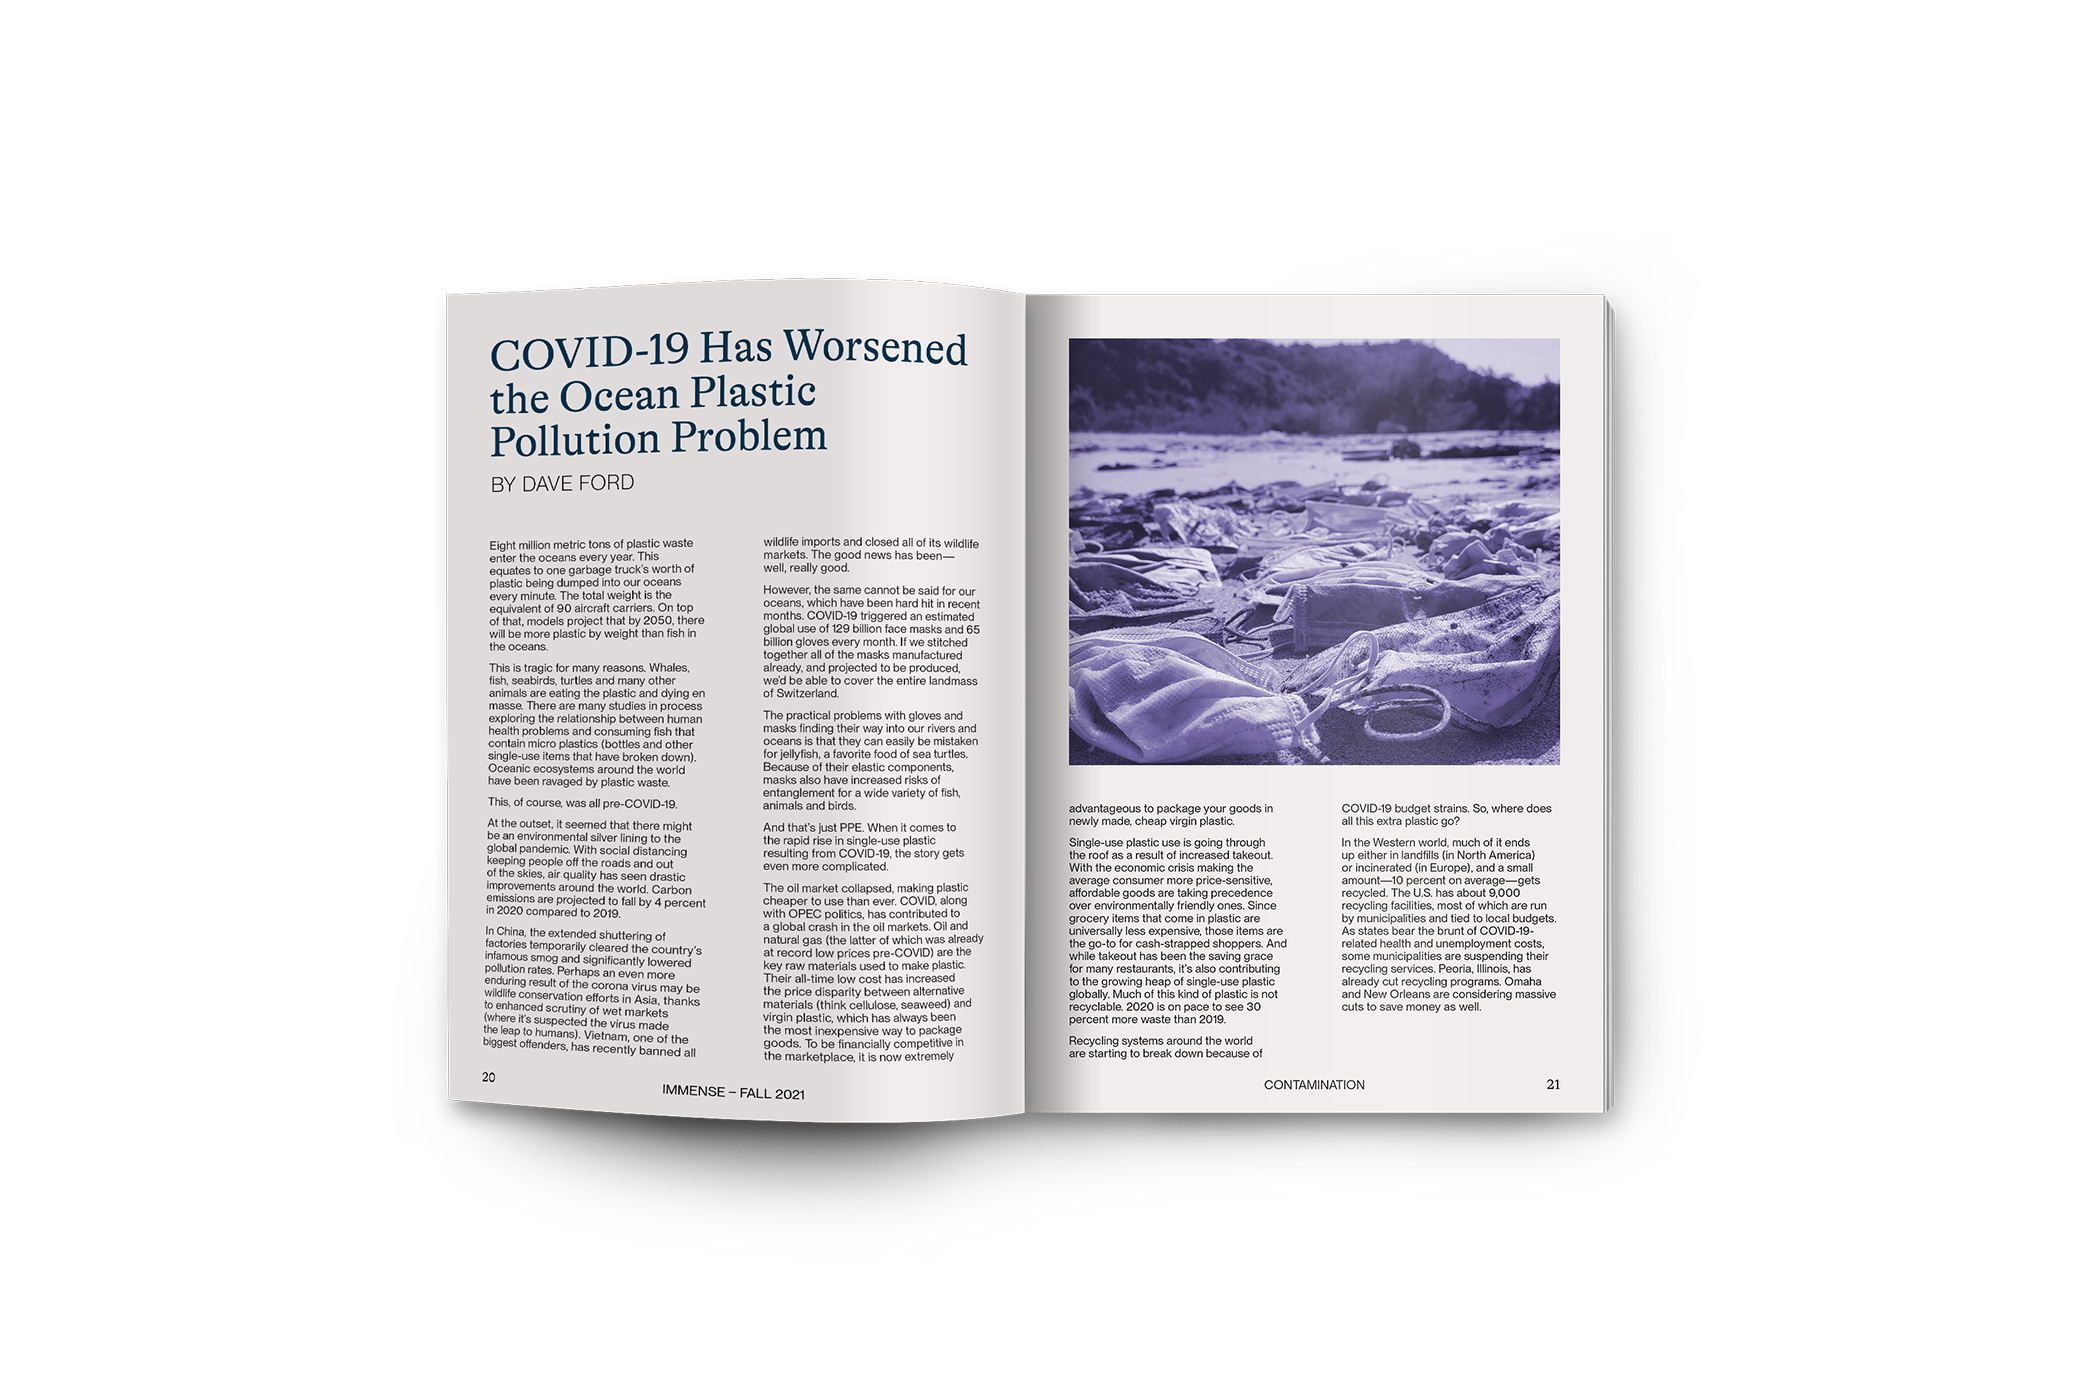 COVID-19 Has Worsened
the Ocean Plastic
Pollution Problem
BY DAVE FORD
Eight million metric tons of plastic waste
enter the oceans every year. This
equates to one garbage truck's worth of
plastic being dumped into our oceans
every minute. The total weight is the
equivalent of 90 aircraft carriers. On top
of that, models project that by 2050, there
will be more plastic by weight than fish in
the oceans.
This is tragic for many reasons. Whales,
fish, seabirds, turtles and many other
animals are eating the plastic and dying en
masse. There are many studies in process
exploring the relationship between human
health problems and consuming fish that
contain micro plastics (bottles and other
single-use items that have broken down).
Oceanic ecosystems around the world
have been ravaged by plastic waste.
This, of course, was all pre-COVID-19.
At the outset, it seemed that there might
be an environmental silver lining to the
global pandemic. With social distancing
keeping people off the roads and out
of the skies, air quality has seen drastic
improvements around the world. Carbon
emissions are projected to fall by 4 percent
in 2020 compared to 2019.
In China, the extended shuttering of
factories temporarily cleared the country's
infamous smog and significantly lowered
pollution rates. Perhaps an even more
enduring result of the corona virus may be
wildlife conservation efforts in Asia, thanks
to enhanced scrutiny of wet markets
(where it's suspected the virus made
the leap to humans). Vietnam, one of the
biggest offenders, has recently banned all
wildlife imports and closed all of its wildlife
markets. The good news has been—
well, really good.
However, the same cannot be said for our
oceans, which have been hard hit in recent
months. COVID-19 triggered an estimated
global use of 129 billion face masks and 65
billion gloves every month. If we stitched
together all of the masks manufactured
already, and projected to be produced,
we'd be able to cover the entire landmass
of Switzerland.
The practical problems with gloves and
masks finding their way into our rivers and
oceans is that they can easily be mistaken
for jellyfish, a favorite food of sea turtles.
Because of their elastic components,
masks also have increased risks of
entanglement for a wide variety of fish,
animals and birds.
And that's just PPE. When it comes to
the rapid rise in single-use plastic
resulting from COVID-19, the story gets
even more complicated.
The oil market collapsed, making plastic
cheaper to use than ever. COVID, along
with OPEC politics, has contributed to
a global crash in the oil markets. Oil and
natural gas (the latter of which was already
at record low prices pre-COVID) are the
key raw materials used to make plastic.
Their all-time low cost has increased
the price disparity between alternative
materials (think cellulose, seaweed) and
virgin plastic, which has always been
the most inexpensive way to package
goods. To be financially competitive in
the marketplace, it is now extremely
20
IMMENSE – FALL 2021
advantageous to package your goods in
newly made, cheap virgin plastic.
Single-use plastic use is going through
the roof as a result of increased takeout.
With the economic crisis making the
average consumer more price-sensitive,
affordable goods are taking precedence
over environmentally friendly ones. Since
grocery items that come in plastic are
universally less expensive, those items are
the go-to for cash-strapped shoppers. And
while takeout has been the saving grace
for many restaurants, it's also contributing
to the growing heap of single-use plastic
globally. Much of this kind of plastic is not
recyclable. 2020 is on pace to see 30
percent more waste than 2019.
Recycling systems around the world
are starting to break down because of
COVID-19 budget strains. So, where does
all this extra plastic go?
In the Western world, much of it ends
up either in landfills (in North America)
or incinerated (in Europe), and a small
amount—10 percent on average—gets
recycled. The U.S. has about 9,000
recycling facilities, most of which are run
by municipalities and tied to local budgets.
As states bear the brunt of COVID-19-
related health and unemployment costs,
some municipalities are suspending their
recycling services. Peoria, Illinois, has
already cut recycling programs. Omaha
and New Orleans are considering massive
cuts to save money as well.
CONTAMINATION
21